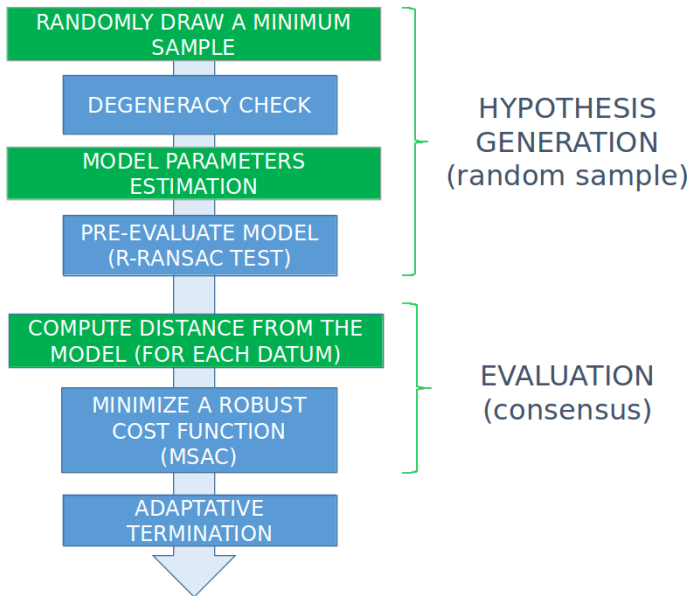 RANDOMLY DRAW A MINIMUM
SAMPLE
DEGENERACY CHECK
MODEL PARAMETERS
ESTIMATION
PRE-EVALUATE MODEL
(R-RANSAC TEST)
HYPOTHESIS
GENERATION
(random sample)
COMPUTE DISTANCE FROM THE
MODEL (FOR EACH DATUM)
MINIMIZE A ROBUST
COST FUNCTION
(MSAC)
EVALUATION
(consensus)
ADAPTATIVE
TERMINATION